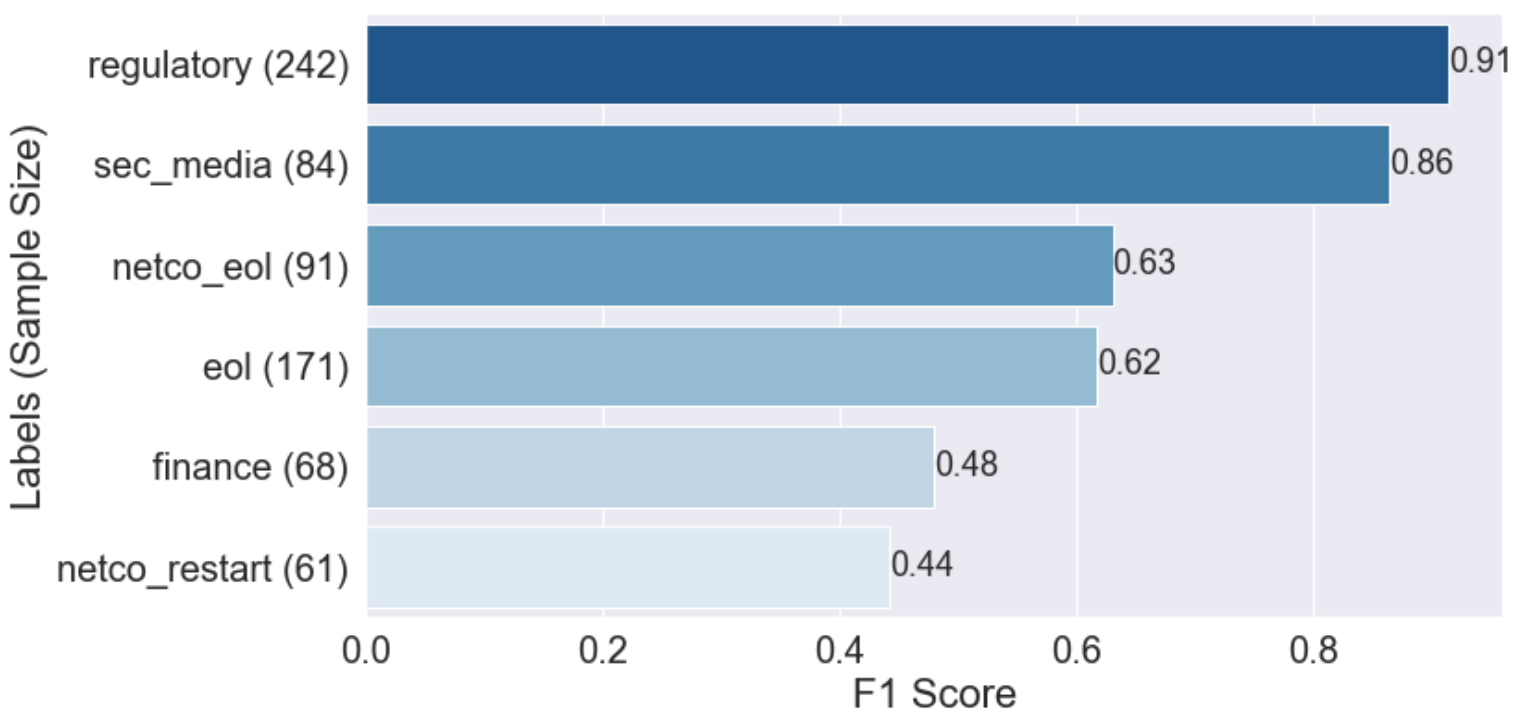 Labels (Sample Size)
regulatory (242)
0.91
sec_media (84)
0.86
netco_eol (91)
0.63
eol (171)
0.62
finance (68)
0.48
netco_restart (61)
0.44
0.0 0.2 0.4 0.6 0.8
F1 Score